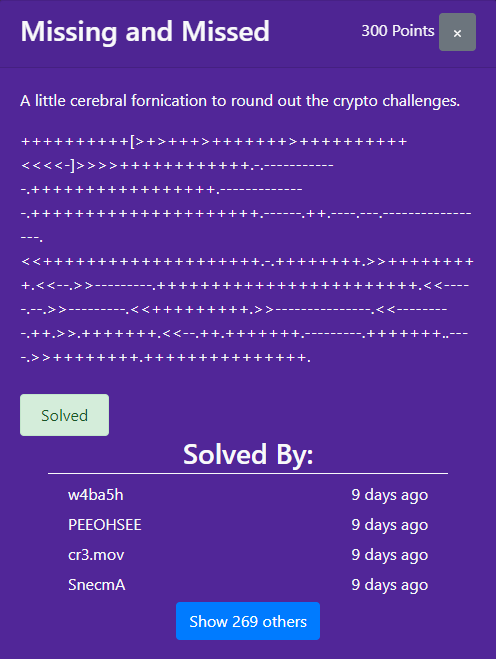 Missing and Missed
300 Points
×
A little cerebral fornication to round out the crypto challenges.
++++++++++[>+>+++>+++++++>++++++++++
<<<<-]>>>>++++++++++++.-.-----------
-.+++++++++++++++++.-------------
-.+++++++++++++++++++++.------.++.----.---.--------------
---.
<<++++++++++++++++++++.-.++++++++.>>++++++++
+.<<--.>>---------.++++++++++++++++++++++++.<<----
-.--.>>---------.<<+++++++++.>>---------------.<<--------
-.++.>>.+++++++.<<--.++.+++++++.---------.+++++++..---
-.>>++++++++.+++++++++++++++.
Solved
Solved By:
w4ba5h 9 days ago
PEEOHSEE 9 days ago
cr3.mov 9 days ago
SnecmA 9 days ago
Show 269 others